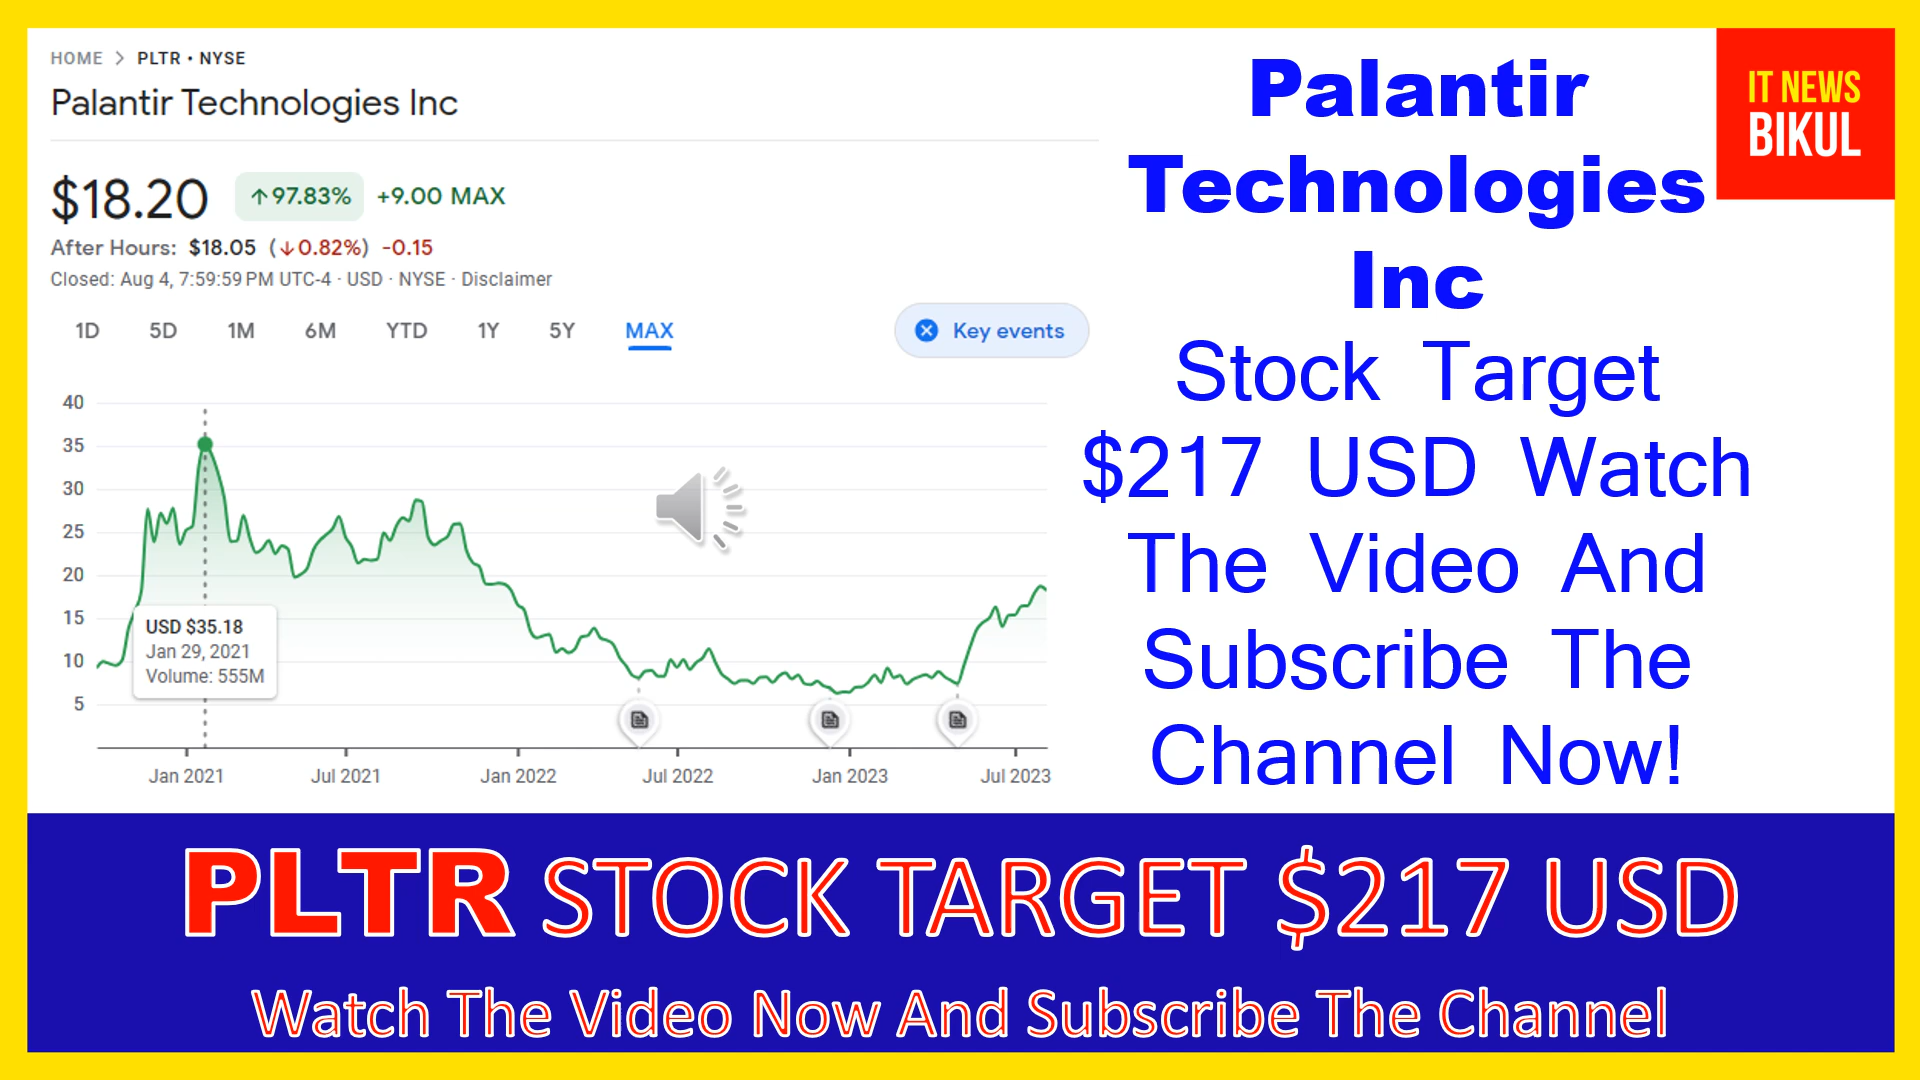 HOME > PLTR • NYSE
Palantir Technologies Inc
$18.20 ↑97.83% +9.00 MAX
After Hours: $18.05 (↓0.82%) -0.15
Closed: Aug 4, 7:59:59 PM UTC-4 · USD · NYSE · Disclaimer
1D 5D 1M 6M YTD 1Y 5Y MAX
Key events
40
35
30
25
20
15
10
5
USD $35.18
Jan 29, 2021
Volume: 555M
Jan 2021 Jul 2021 Jan 2022 Jul 2022 Jan 2023 Jul 2023
Palantir
Technologies
Inc
Stock Target
$217 USD Watch
The Video And
Subscribe The
Channel Now!
IT NEWS
BIKUL
PLTR STOCK TARGET $217 USD
Watch The Video Now And Subscribe The Channel